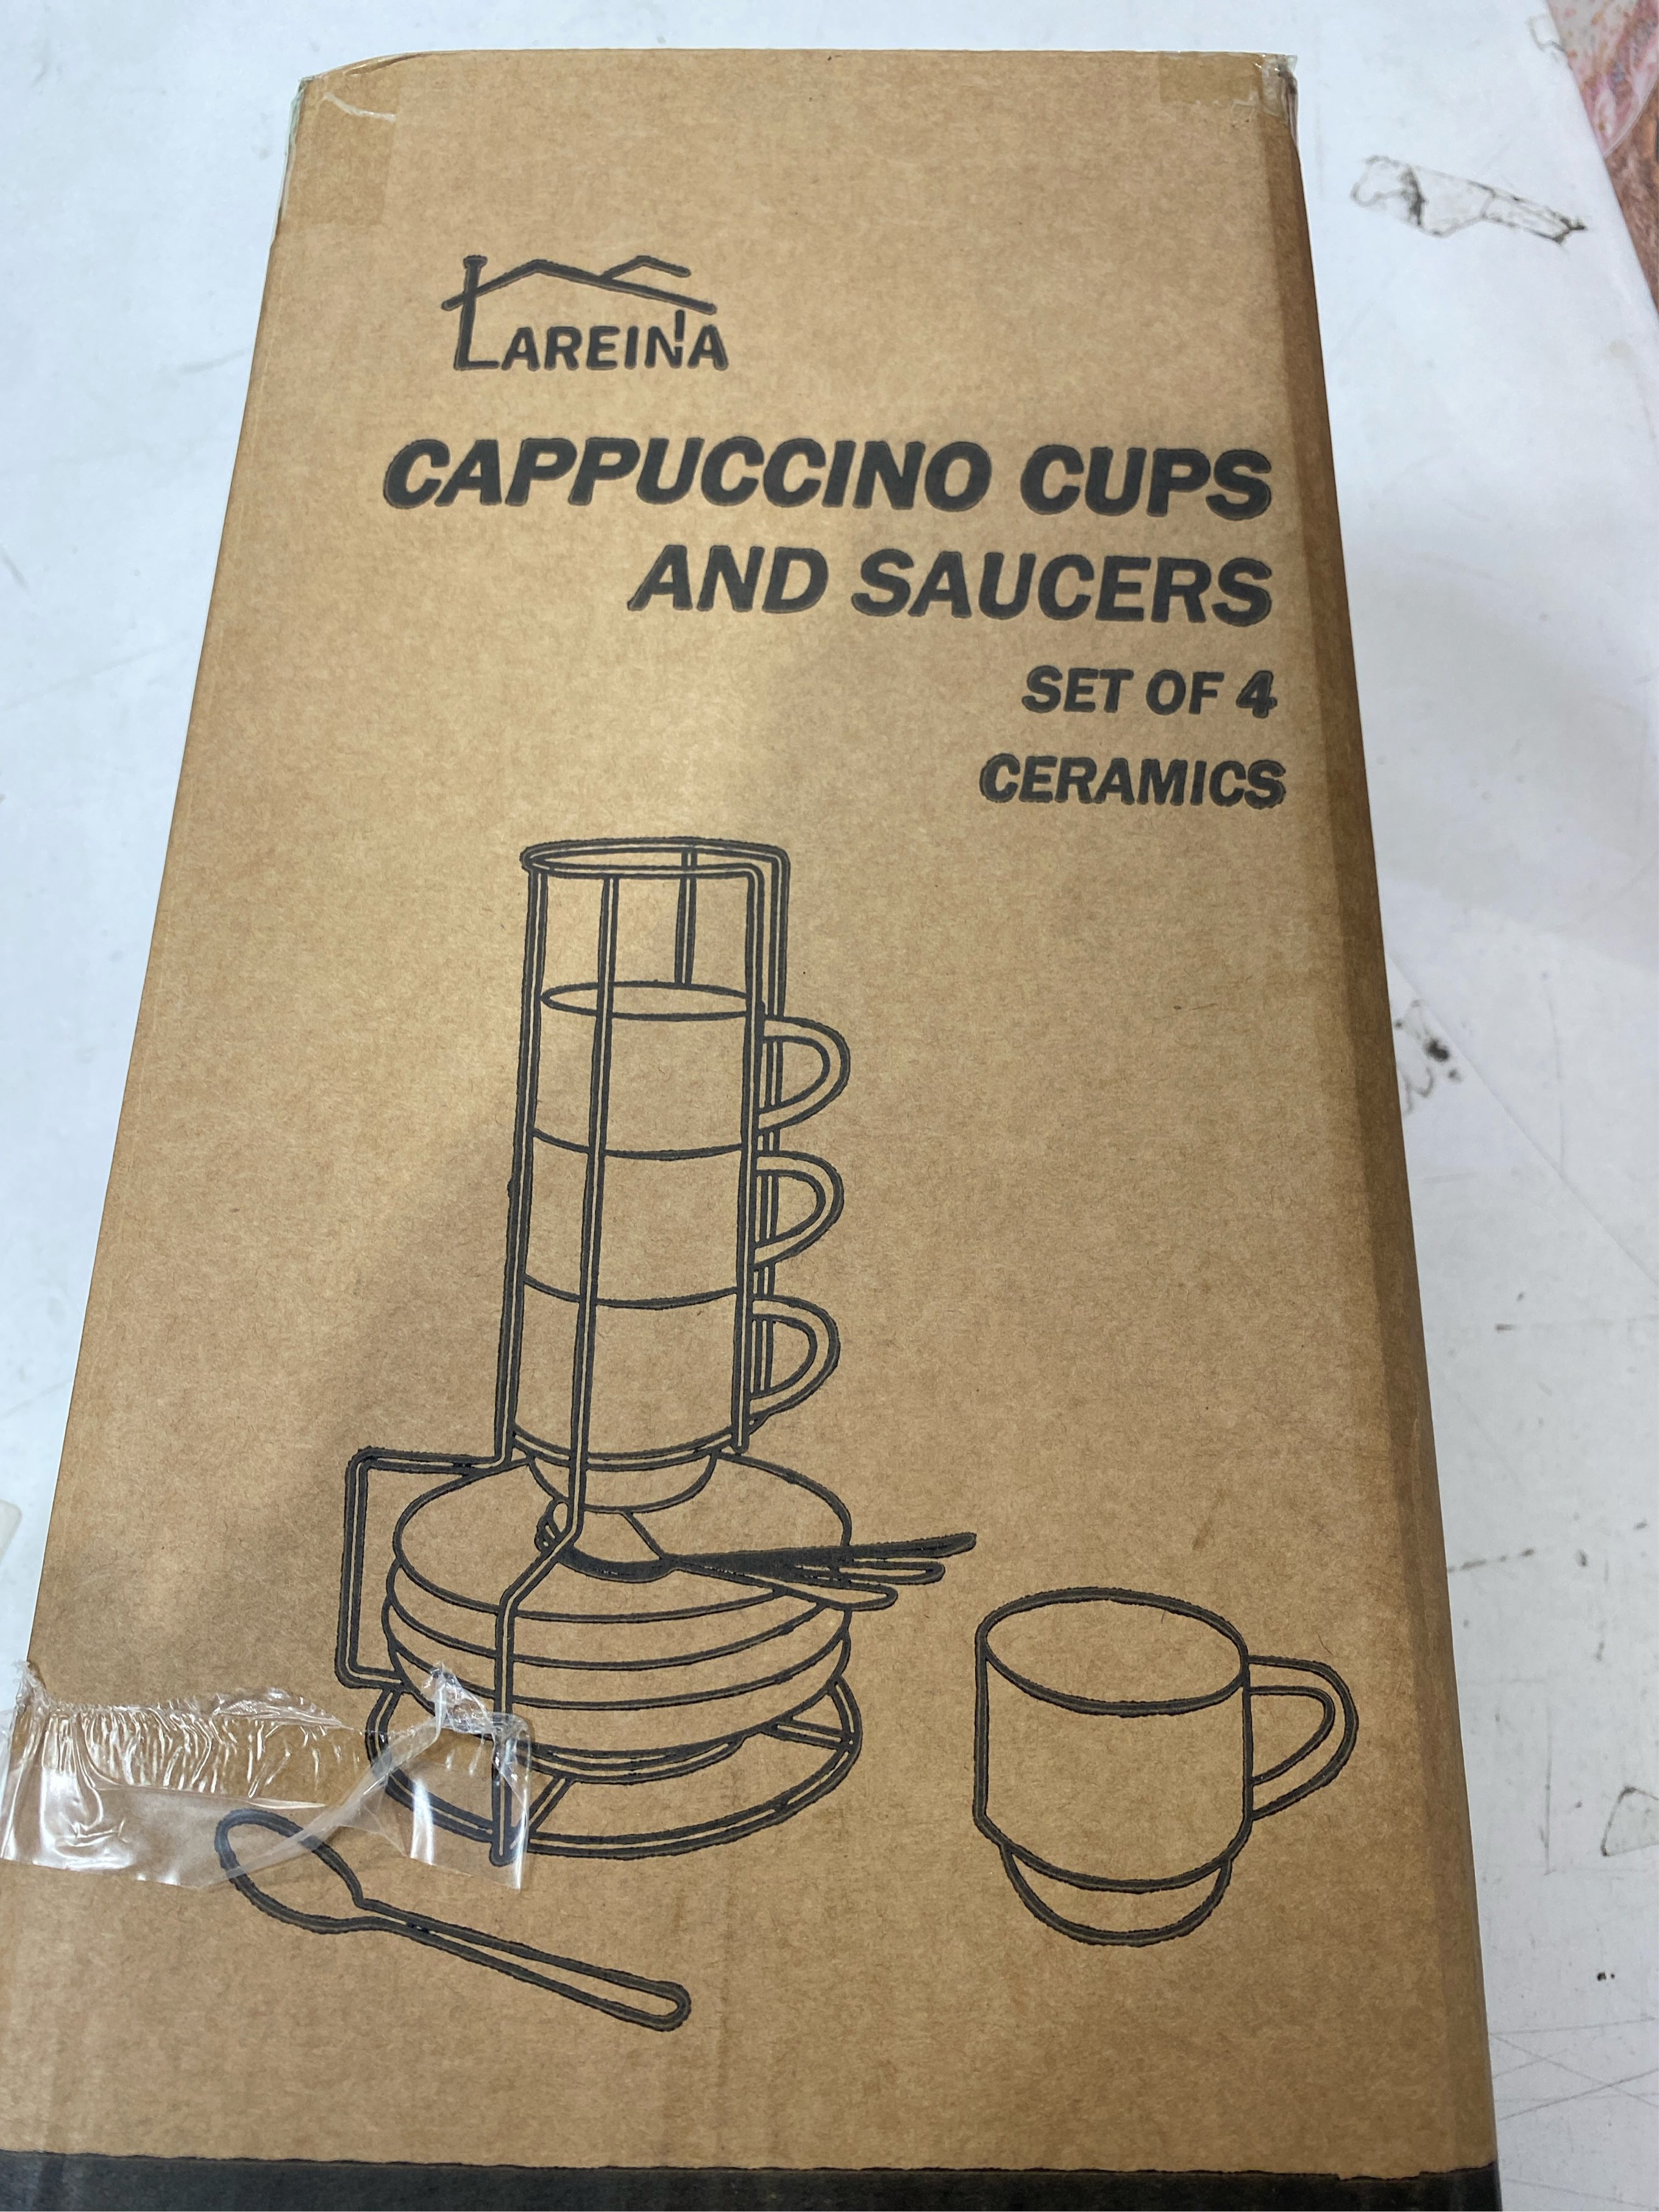 LAREINA
CAPPUCCINO CUPS
AND SAUCERS
SET OF 4
CERAMICS